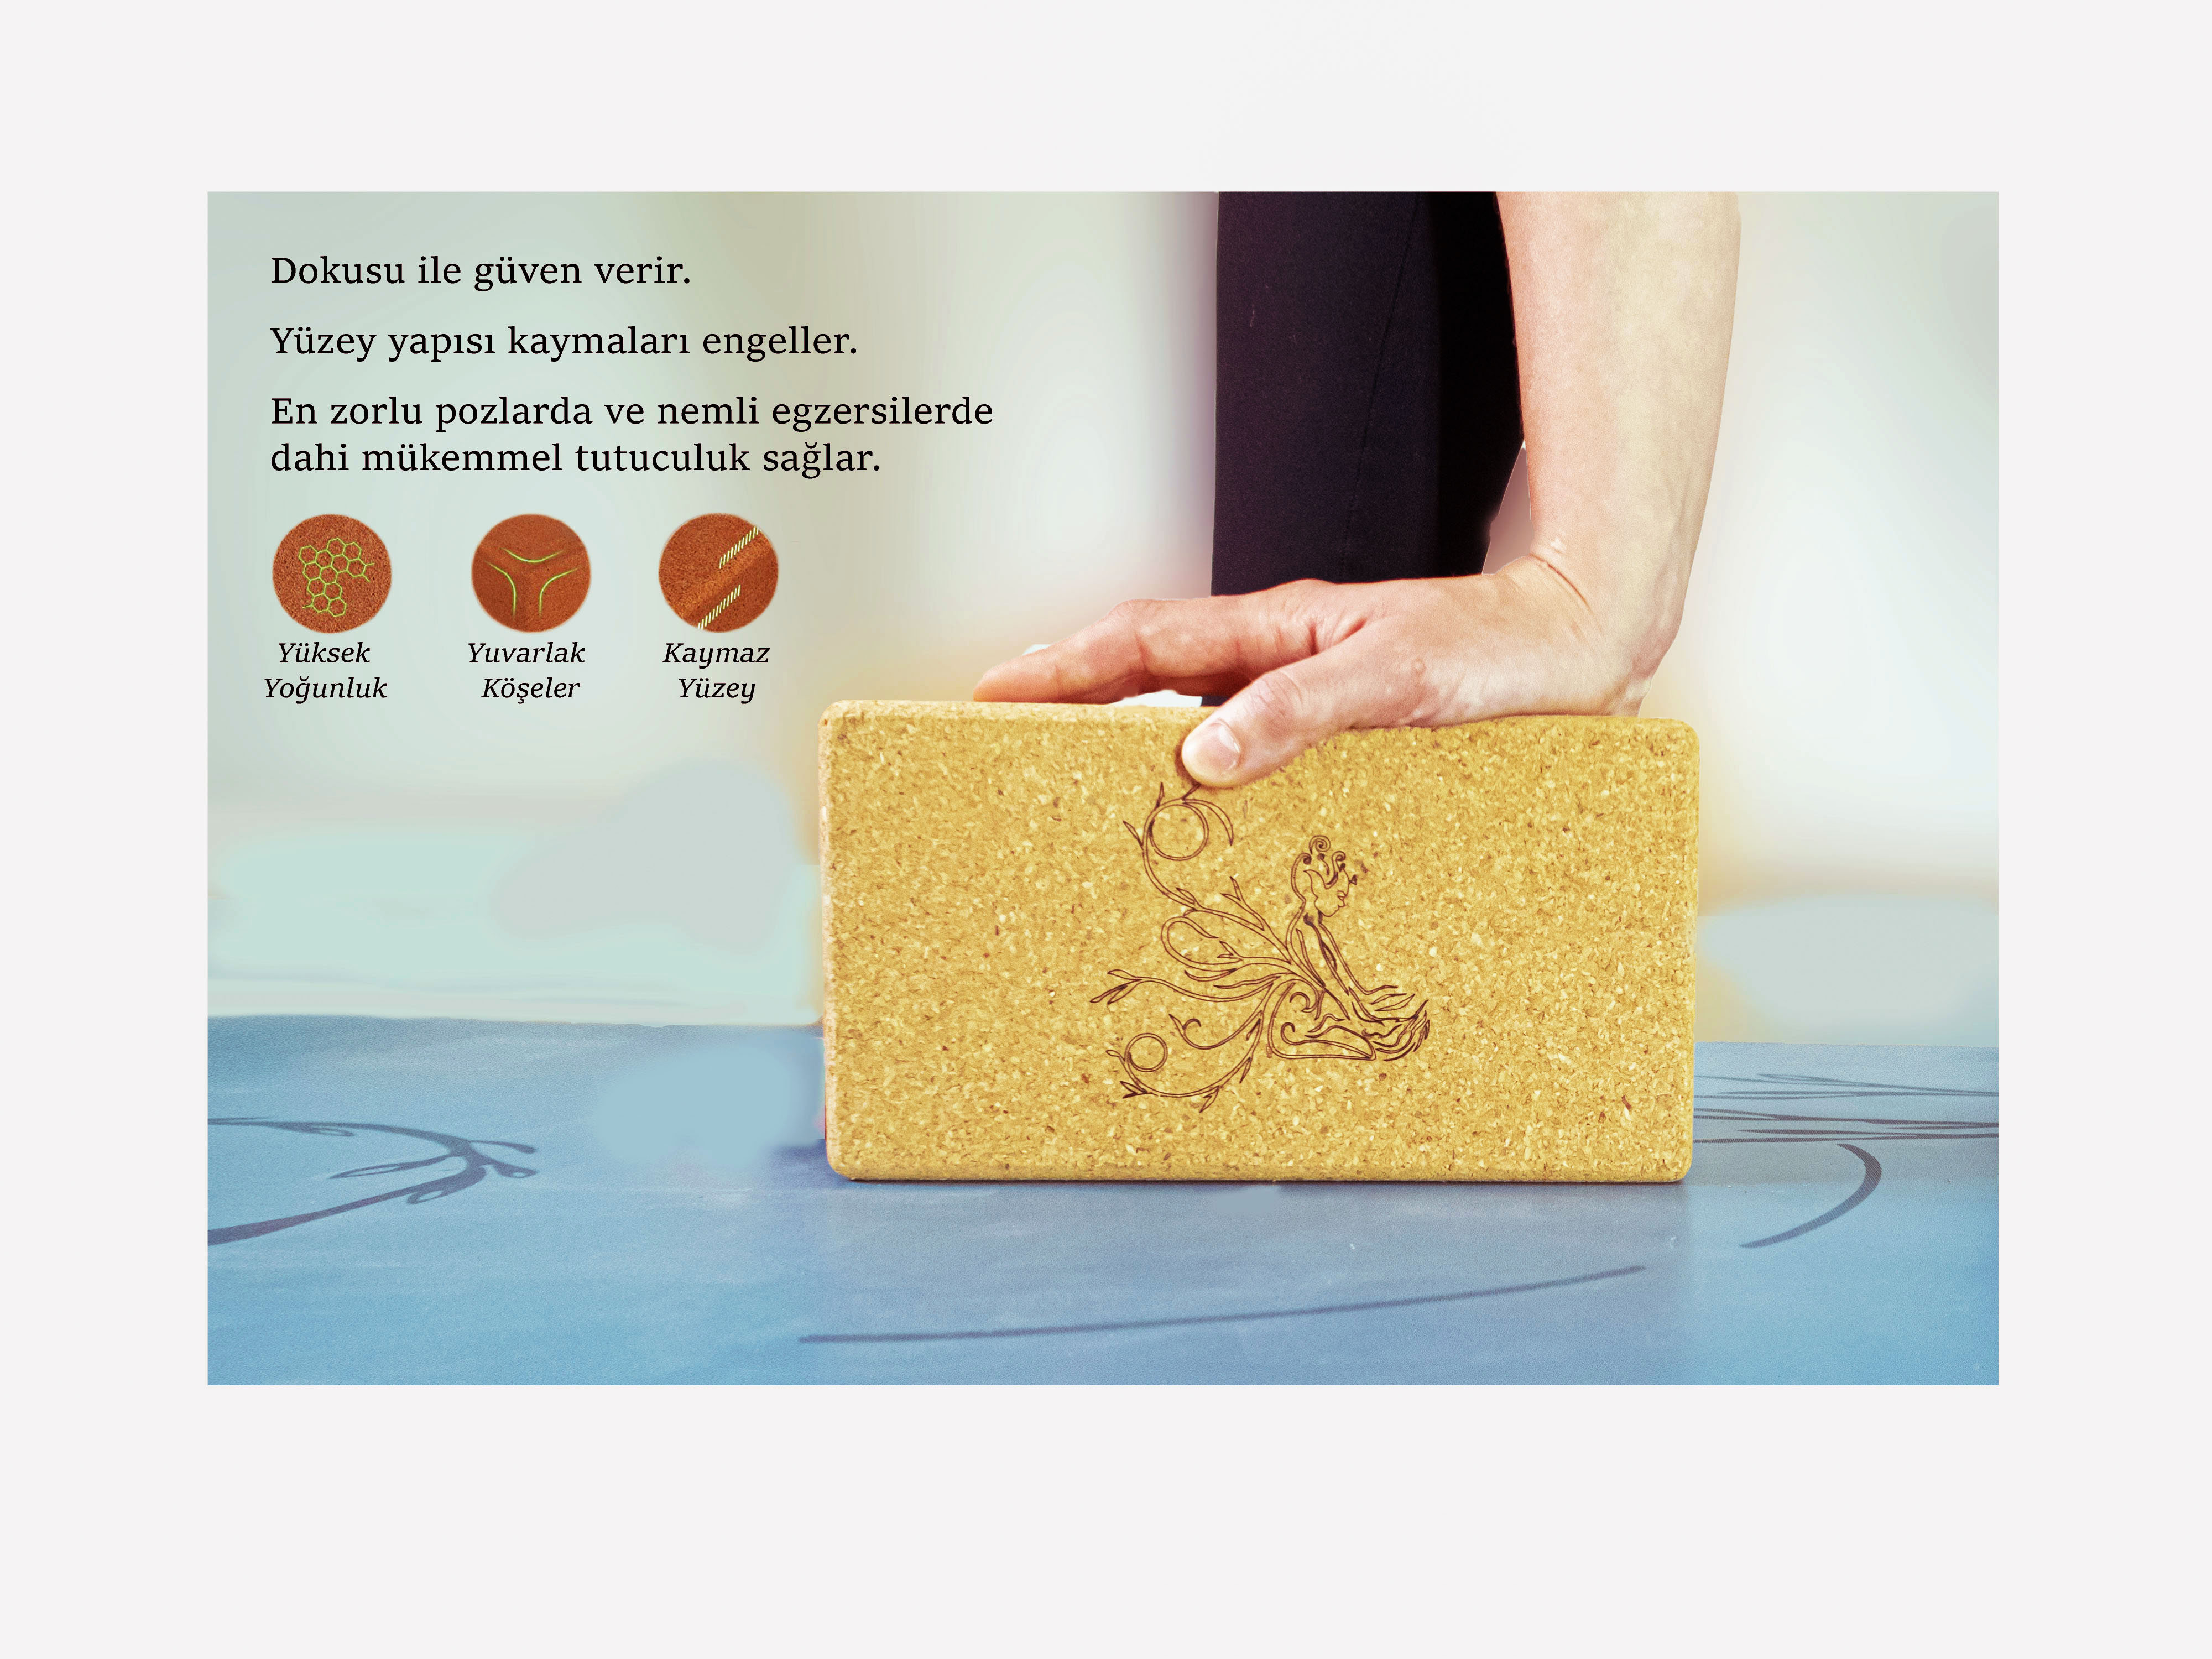 Dokusu ile güven verir.
Yüzey yapısı kaymaları engeller.
En zorlu pozlarda ve nemli egzersilerde
dahi mükemmel tutuculuk sağlar.
Yüksek
Yoğunluk
Yuvarlak
Köşeler
Kaymaz
Yüzey